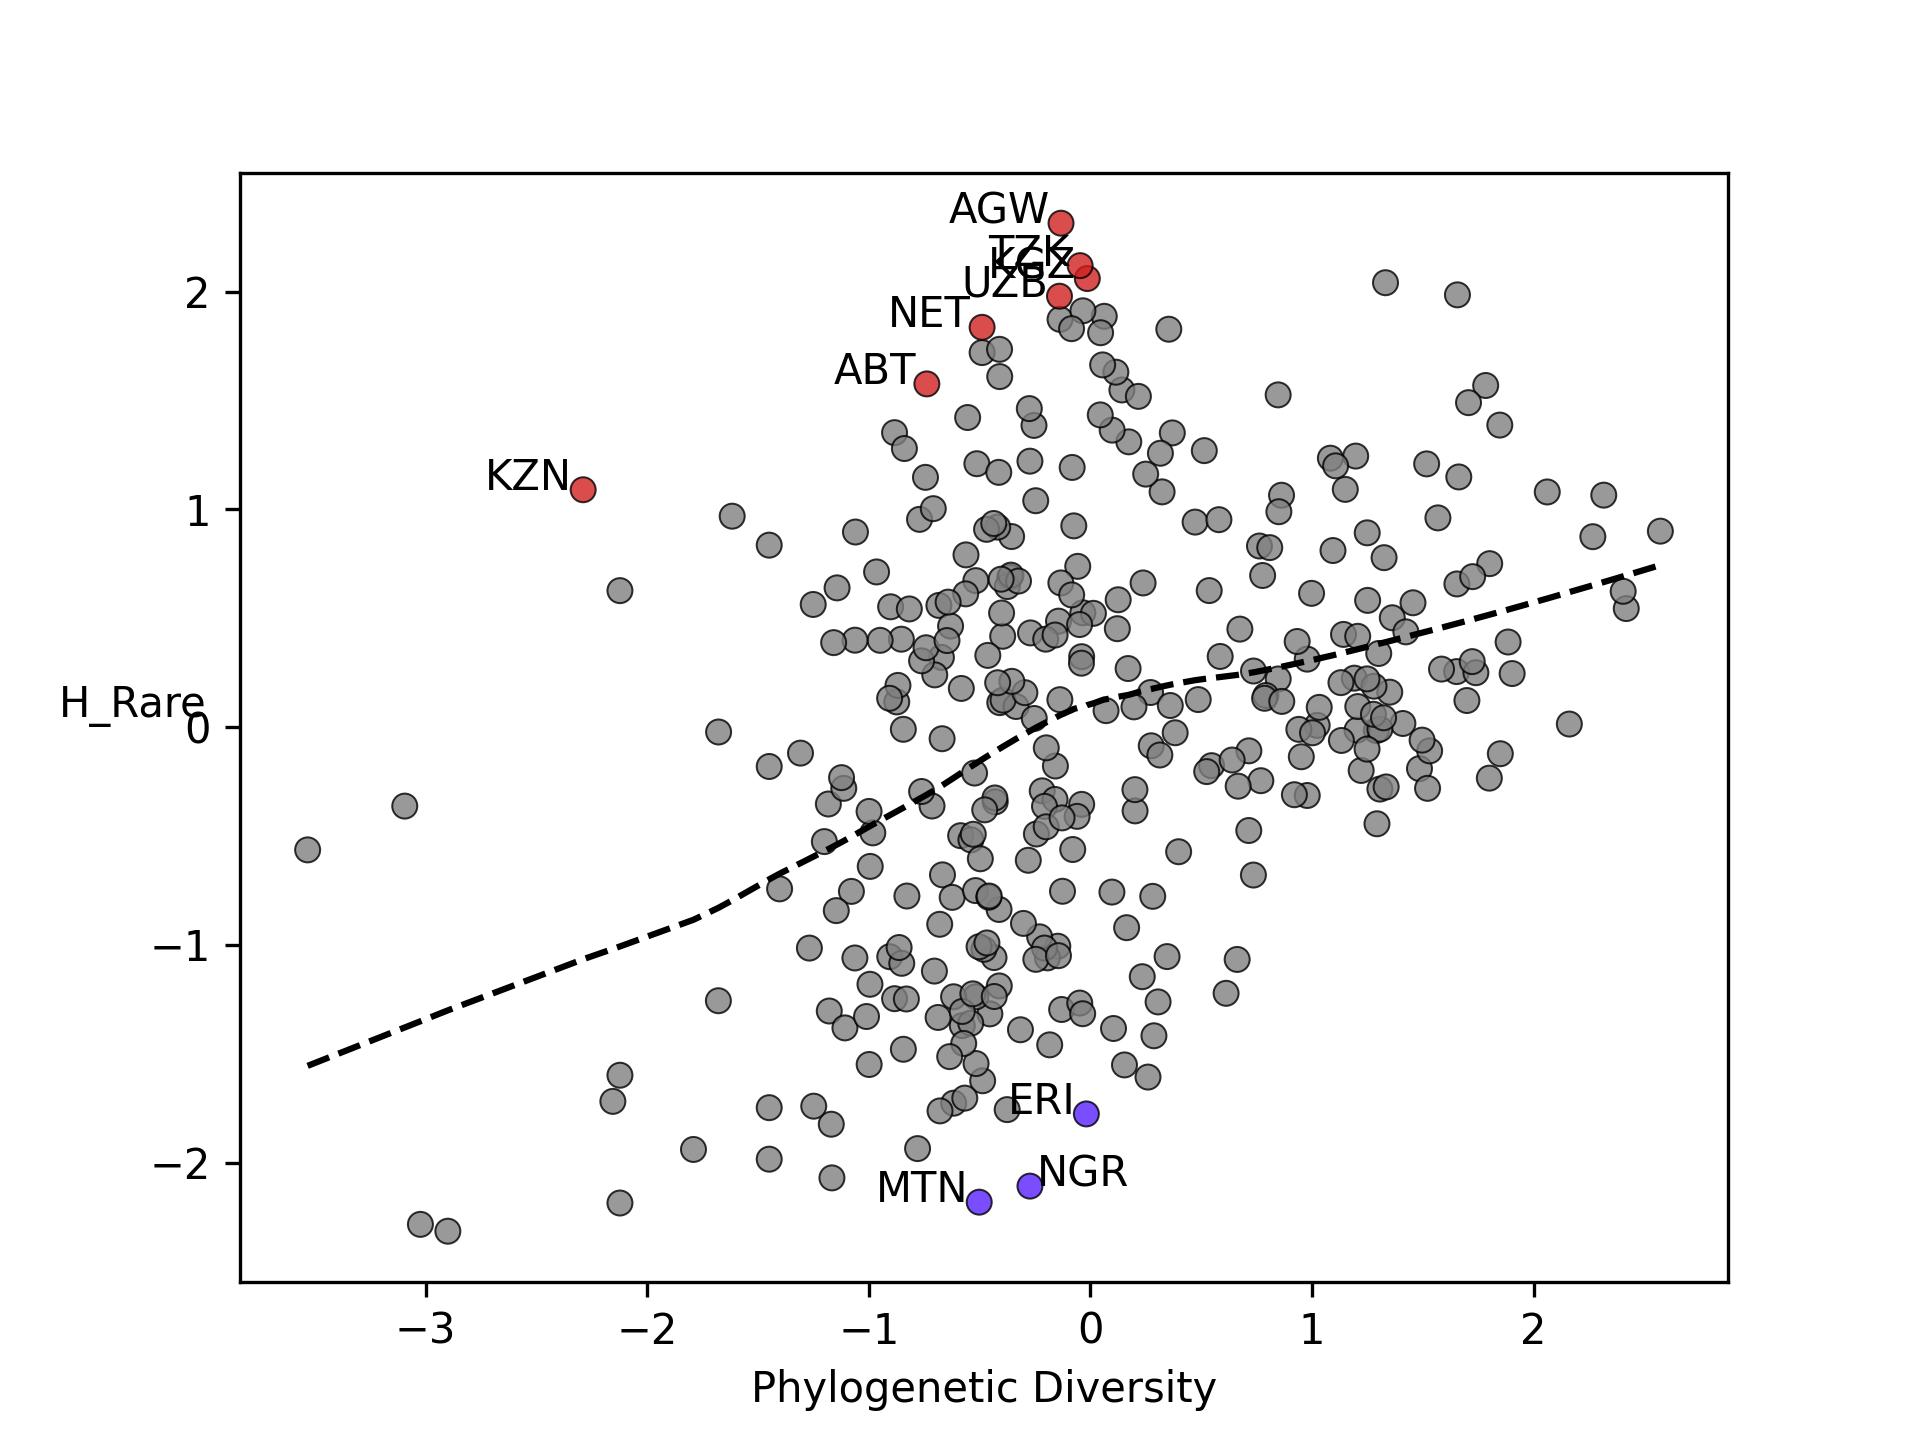 AGW
TZK
KGZ
UZB
NET
ABT
KZN
ERI
NGR
MTN
H_Rare
2
1
0
−1
−2
−3
−2
−1
0
1
2
Phylogenetic Diversity